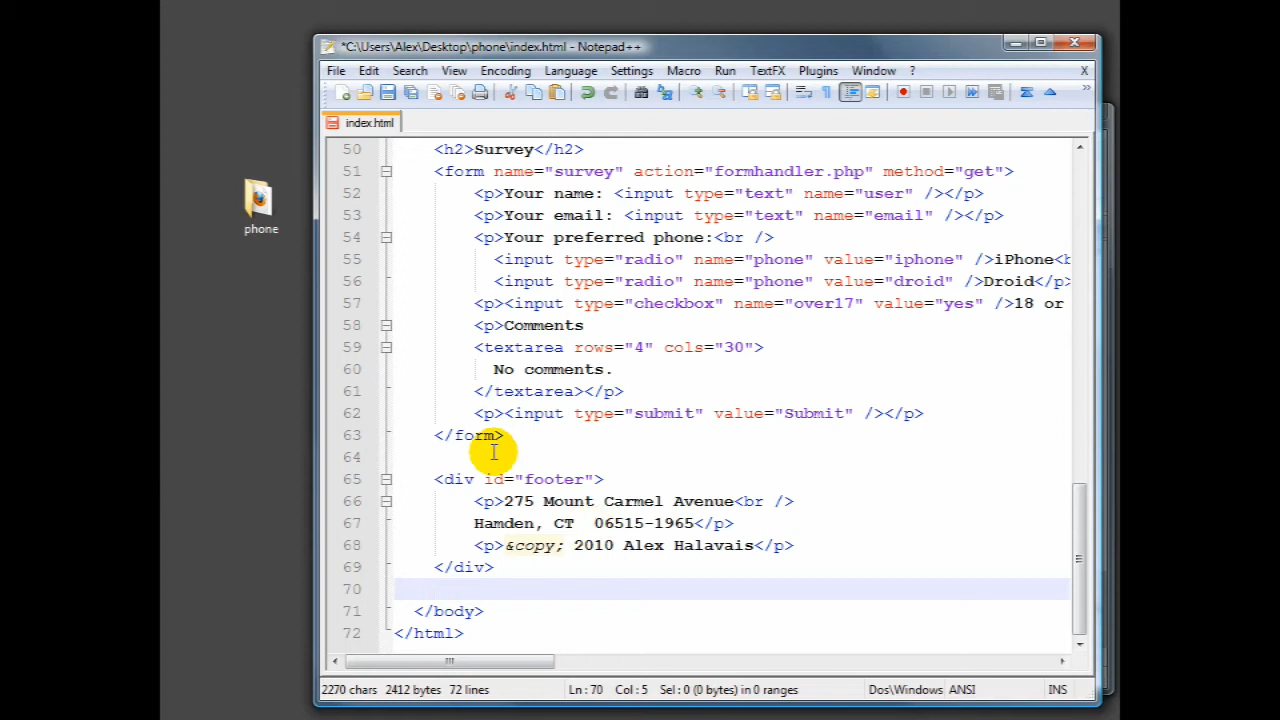 *C:\Users\Alex\Desktop\phone\index.html - Notepad++
File Edit Search View Encoding Language Settings Macro Run TextFX Plugins Window ? X
index.html
phone
50 <h2>Survey</h2>
51 <form name="survey" action="formhandler.php" method="get">
52 <p>Your name: <input type="text" name="user" /></p>
53 <p>Your email: <input type="text" name="email" /></p>
54 <p>Your preferred phone:<br />
55 <input type="radio" name="phone" value="iphone" />iPhone<b
56 <input type="radio" name="phone" value="droid" />Droid</p>
57 <p><input type="checkbox" name="over17" value="yes" />18 or
58 <p>Comments
59 <textarea rows="4" cols="30">
60 No comments.
61 </textarea></p>
62 <p><input type="submit" value="Submit" /></p>
63 </form>
64
65 <div id="footer">
66 <p>275 Mount Carmel Avenue<br />
67 Hamden, CT  06515-1965</p>
68 <p>&copy; 2010 Alex Halavais</p>
69 </div>
70
71 </body>
72 </html>
2270 chars 2412 bytes 72 lines Ln : 70 Col : 5 Sel : 0 (0 bytes) in 0 ranges Dos\Windows ANSI INS